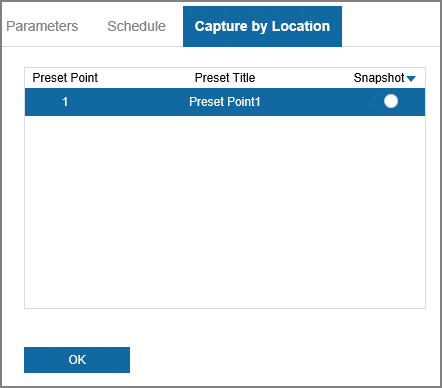 Parameters Schedule Capture by Location
Preset Point Preset Title Snapshot
1 Preset Point1
OK